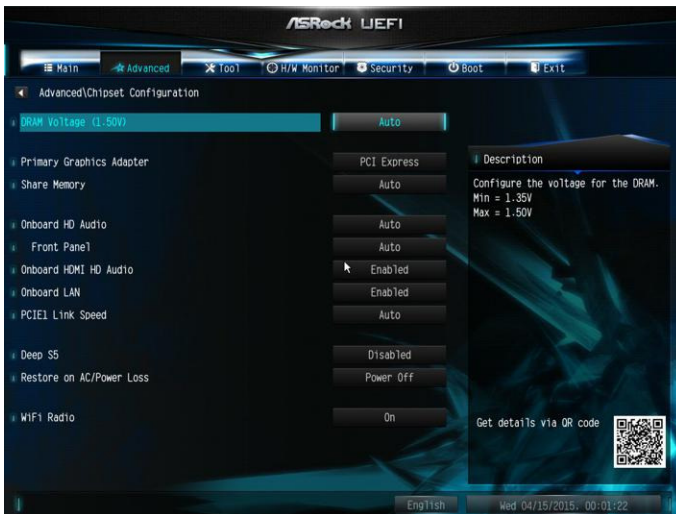 ASRock UEFI
Main Advanced Tool H/W Monitor Security Boot Exit
Advanced\Chipset Configuration
DRAM Voltage (1.50V) Auto
Primary Graphics Adapter PCI Express
Share Memory Auto
Onboard HD Audio Auto
Front Panel Auto
Onboard HDMI HD Audio Enabled
Onboard LAN Enabled
PCIE1 Link Speed Auto
Deep S5 Disabled
Restore on AC/Power Loss Power Off
WiFi Radio On
Description
Configure the voltage for the DRAM.
Min = 1.35V
Max = 1.50V
Get details via QR code
English Wed 04/15/2015. 00:01:22